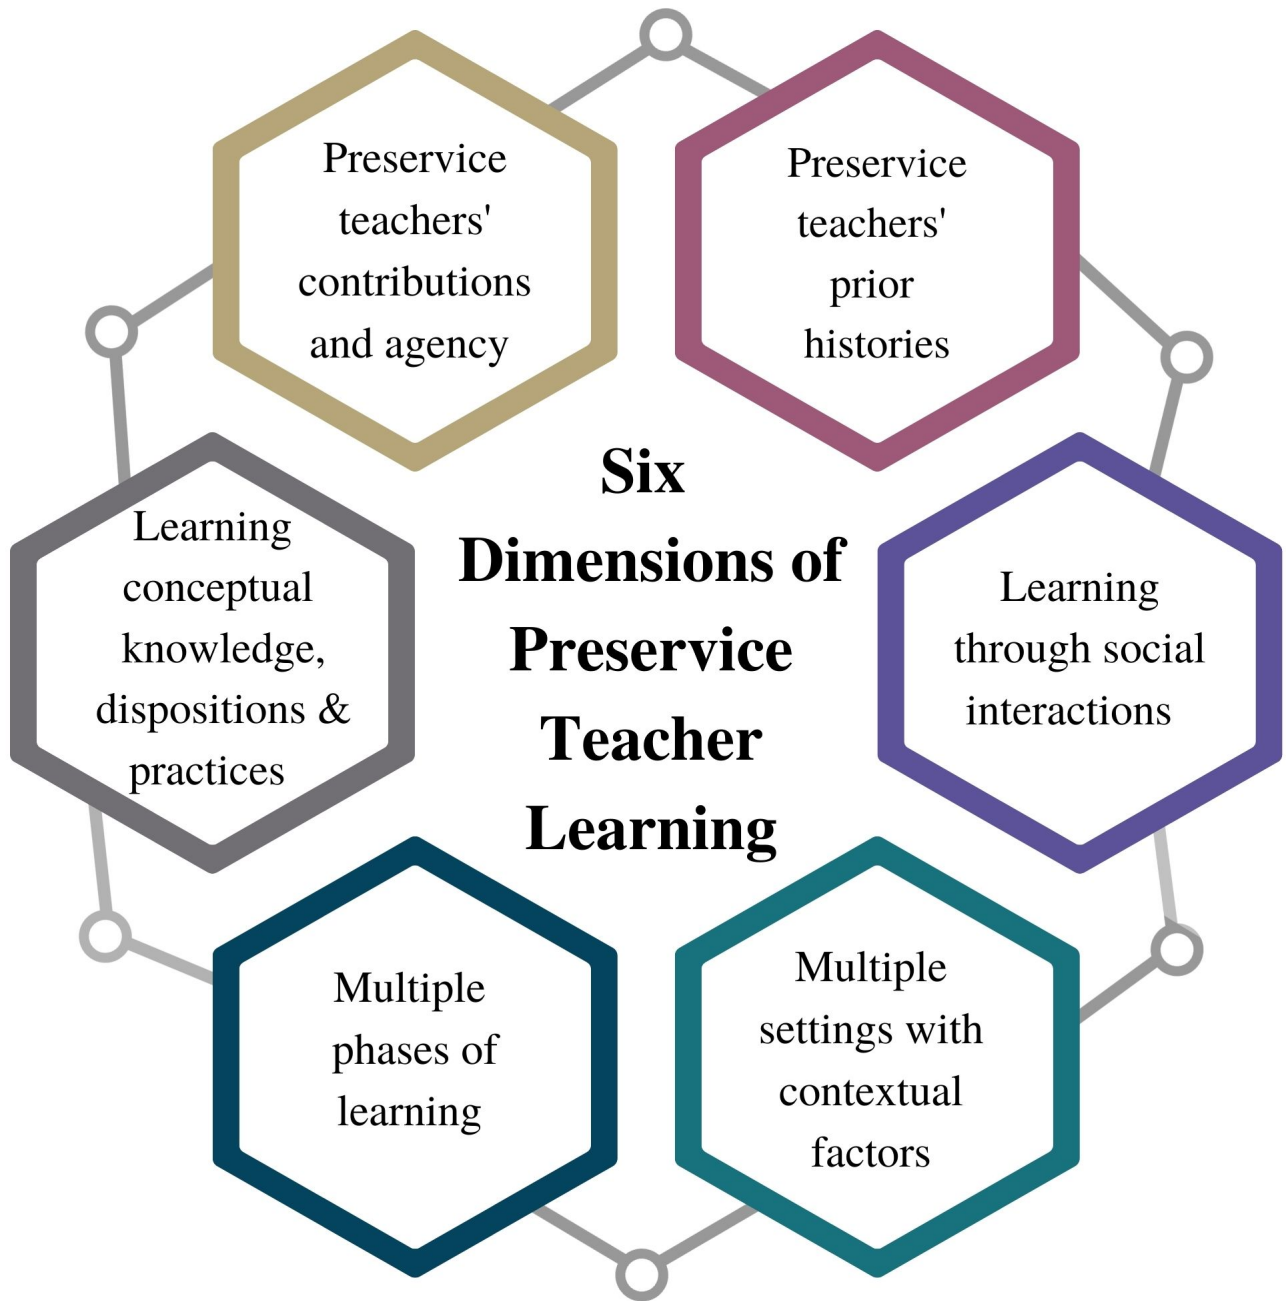 Preservice
teachers'
contributions
and agency
Preservice
teachers'
prior
histories
Six
Dimensions of
Preservice
Teacher
Learning
Learning
conceptual
knowledge,
dispositions &
practices
Learning
through social
interactions
Multiple
phases of
learning
Multiple
settings with
contextual
factors